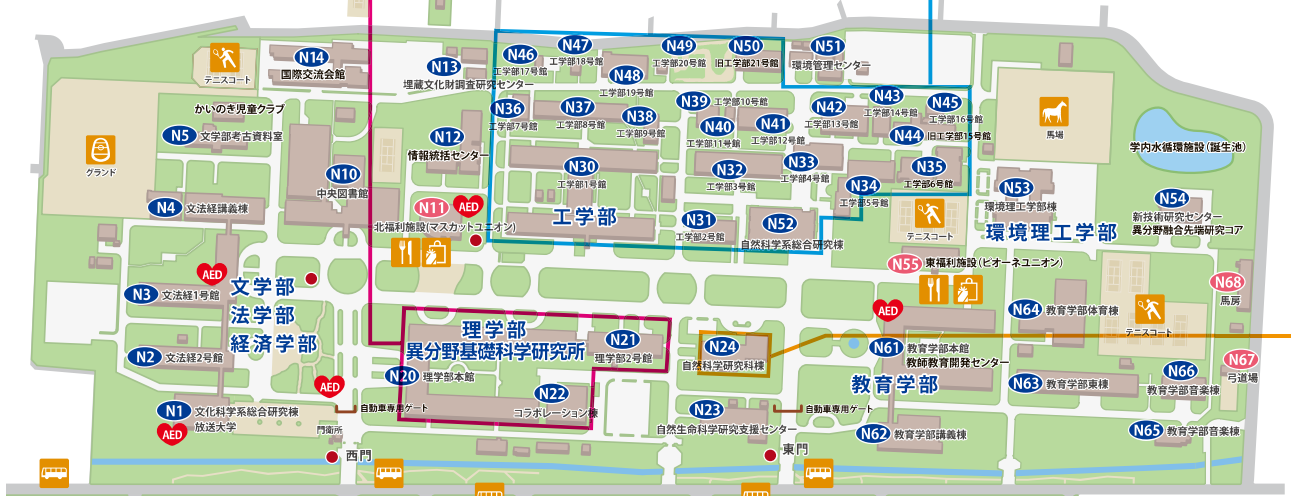 テニスコート
N14
国際交流会館
N13
埋蔵文化財調査研究センター
N46
工学部17号館
N47
工学部18号館
N48
工学部19号館
N49
工学部20号館
N50
旧工学部21号館
N51
環境管理センター
かいのき児童クラブ
N5 文学部考古資料室
グランド
N12
情報統括センター
N10
中央図書館
N4 文法経講義棟
N11
AED
北福利施設(マスカットユニオン)
N36
工学部7号館
N37
工学部8号館
N38
工学部9号館
N39 工学部10号館
N40
工学部11号館
N41
工学部12号館
N42
工学部13号館
N43
工学部14号館
N45
工学部16号館
N44 旧工学部15号館
N30
工学部1号館
N32
工学部3号館
N33
工学部4号館
N35
工学部6号館
N34
工学部5号館
工学部
N31
工学部2号館
N52
自然科学系総合研究棟
馬場
学内水循環施設(誕生池)
N53
環境理工学部棟
N54
新技術研究センター
異分野融合先端研究コア
テニスコート
環境理工学部
N55 東福利施設(ピオーネユニオン)
AED
N3 文法経1号館
文学部
法学部
経済学部
N2 文法経2号館
AED
N1 文化科学系総合研究棟
放送大学
AED
門衛所
西門
自動車専用ゲート
理学部
異分野基礎科学研究所
N21
理学部2号館
N20 理学部本館
N22
コラボレーション棟
N24
自然科学研究科棟
N23
自然生命科学研究支援センター
自動車専用ゲート
東門
AED
N61 教育学部本館
教師教育開発センター
教育学部
N62 教育学部講義棟
N64 教育学部体育棟
N63 教育学部東棟
テニスコート
N68
馬房
N67
弓道場
N66
教育学部音楽棟
N65 教育学部音楽棟